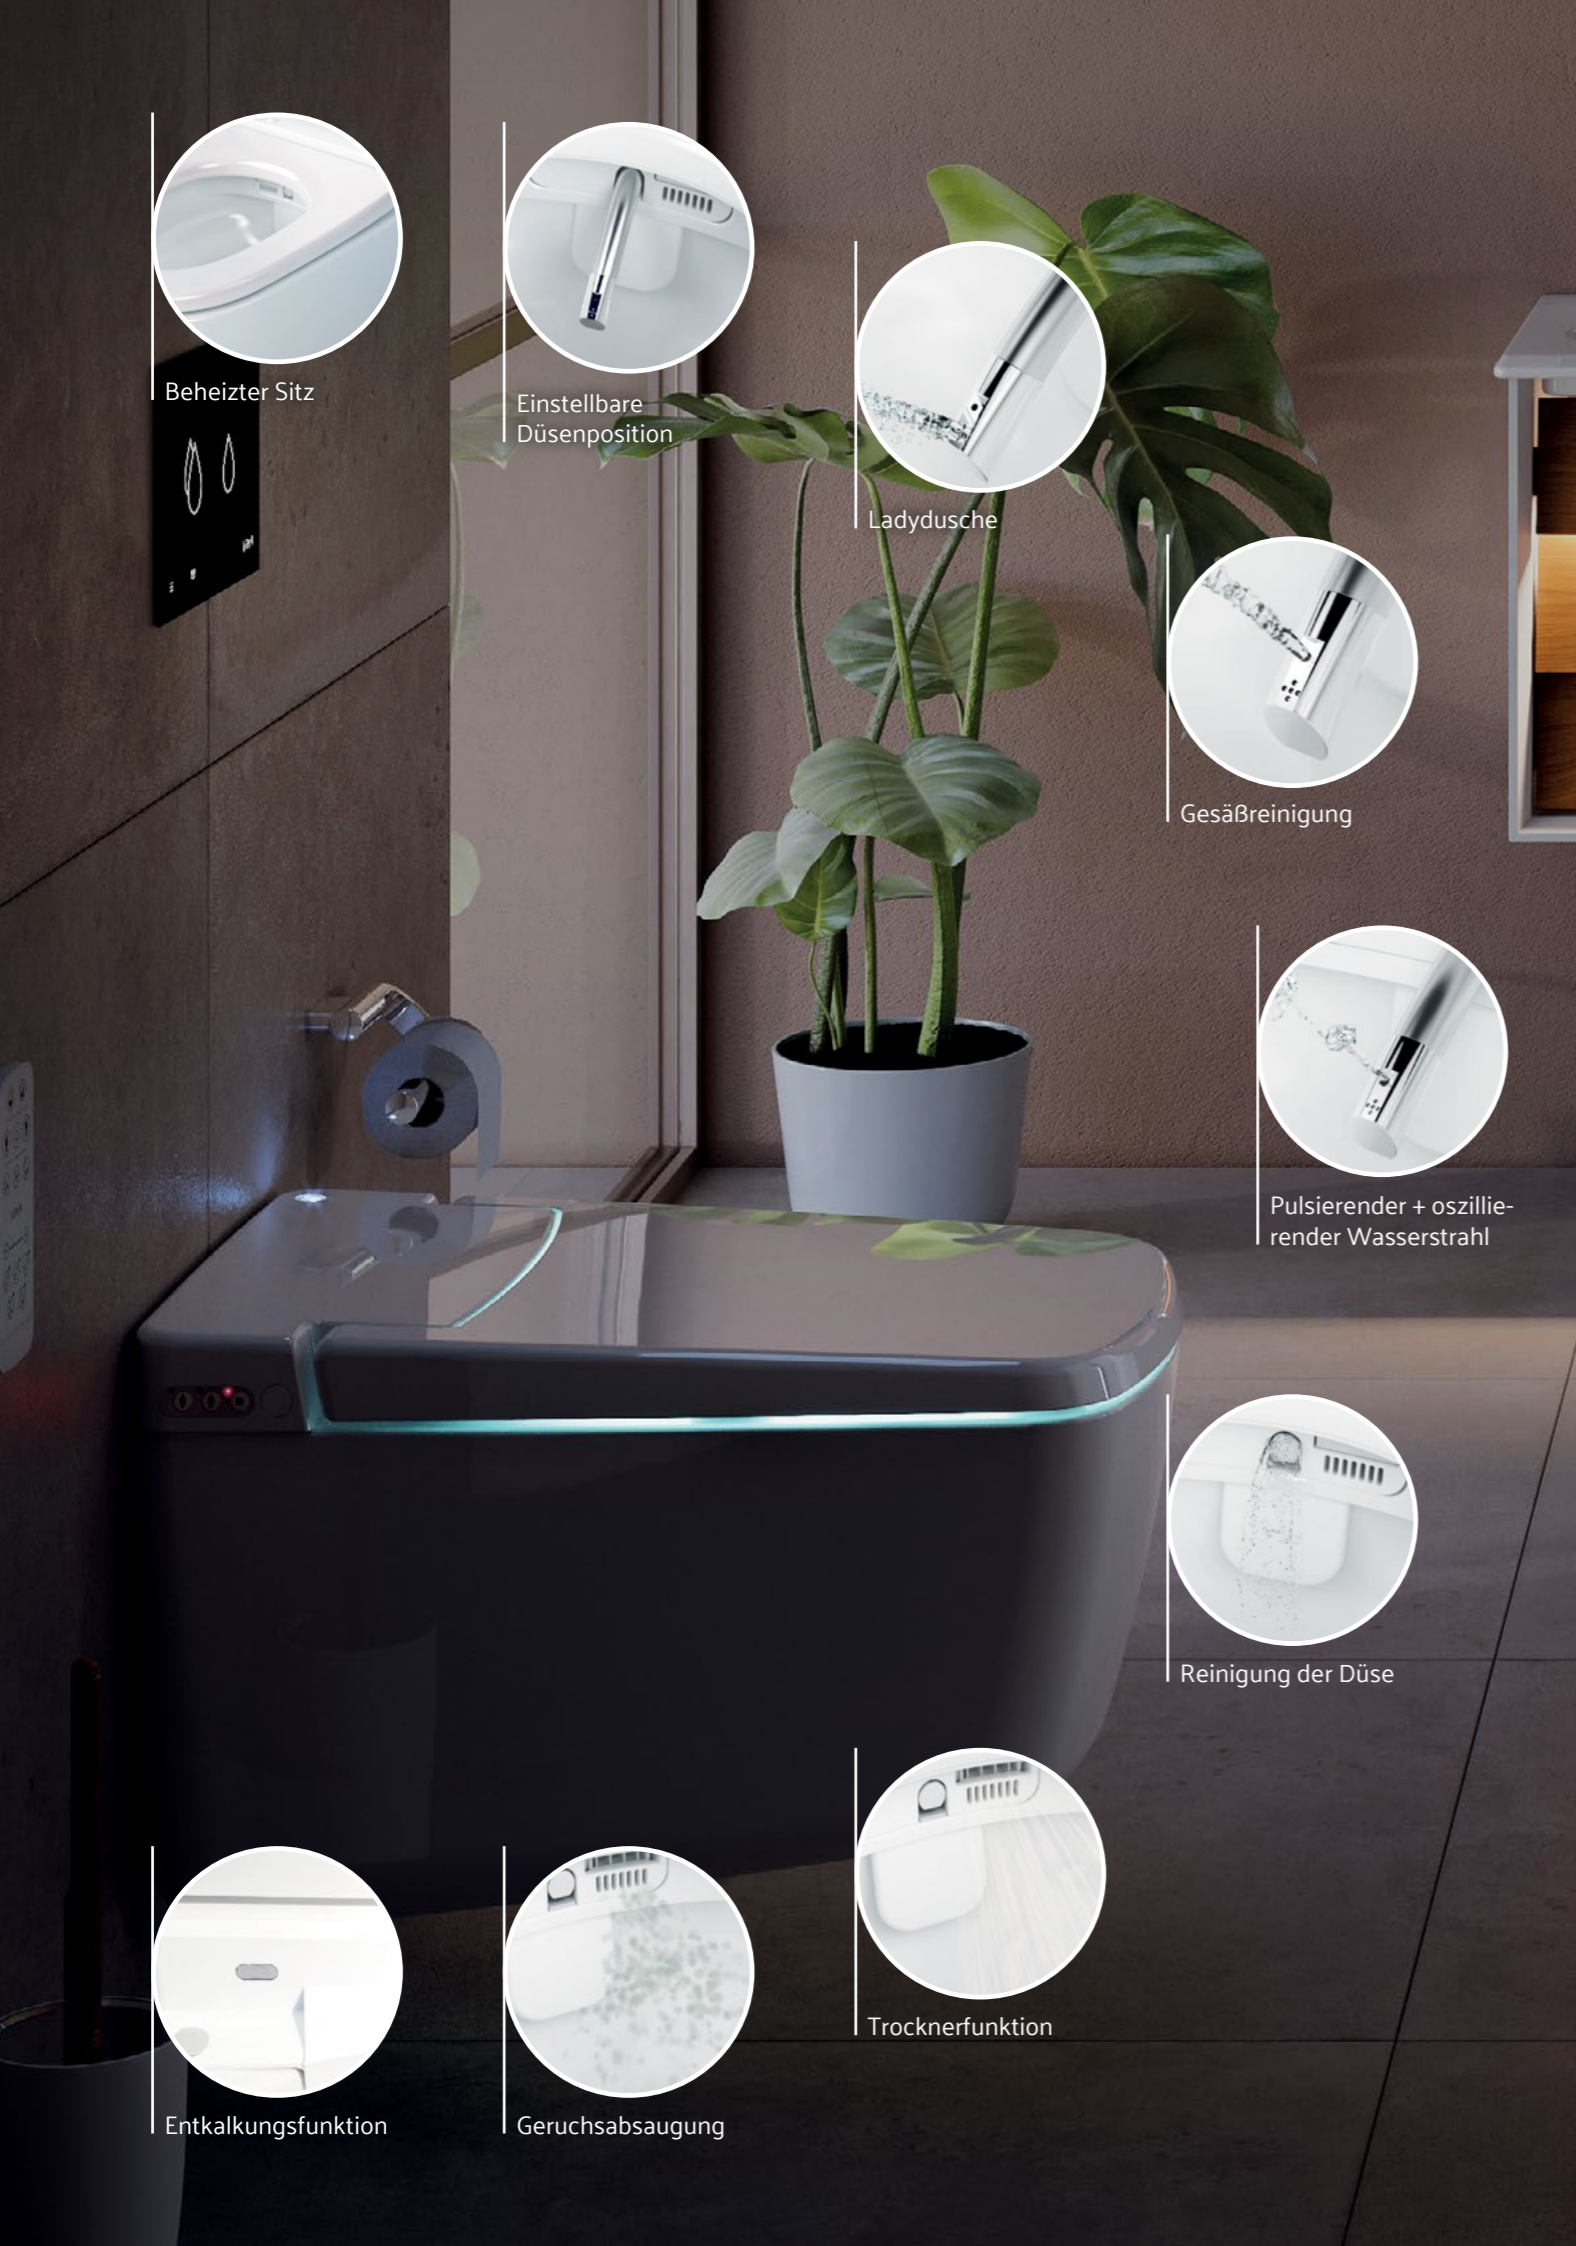 Beheizter Sitz
Einstellbare
Düsenposition
Ladydusche
Gesäßreinigung
Pulsierender + oszillie-
render Wasserstrahl
Reinigung der Düse
Trocknerfunktion
Entkalkungsfunktion
Geruchsabsaugung